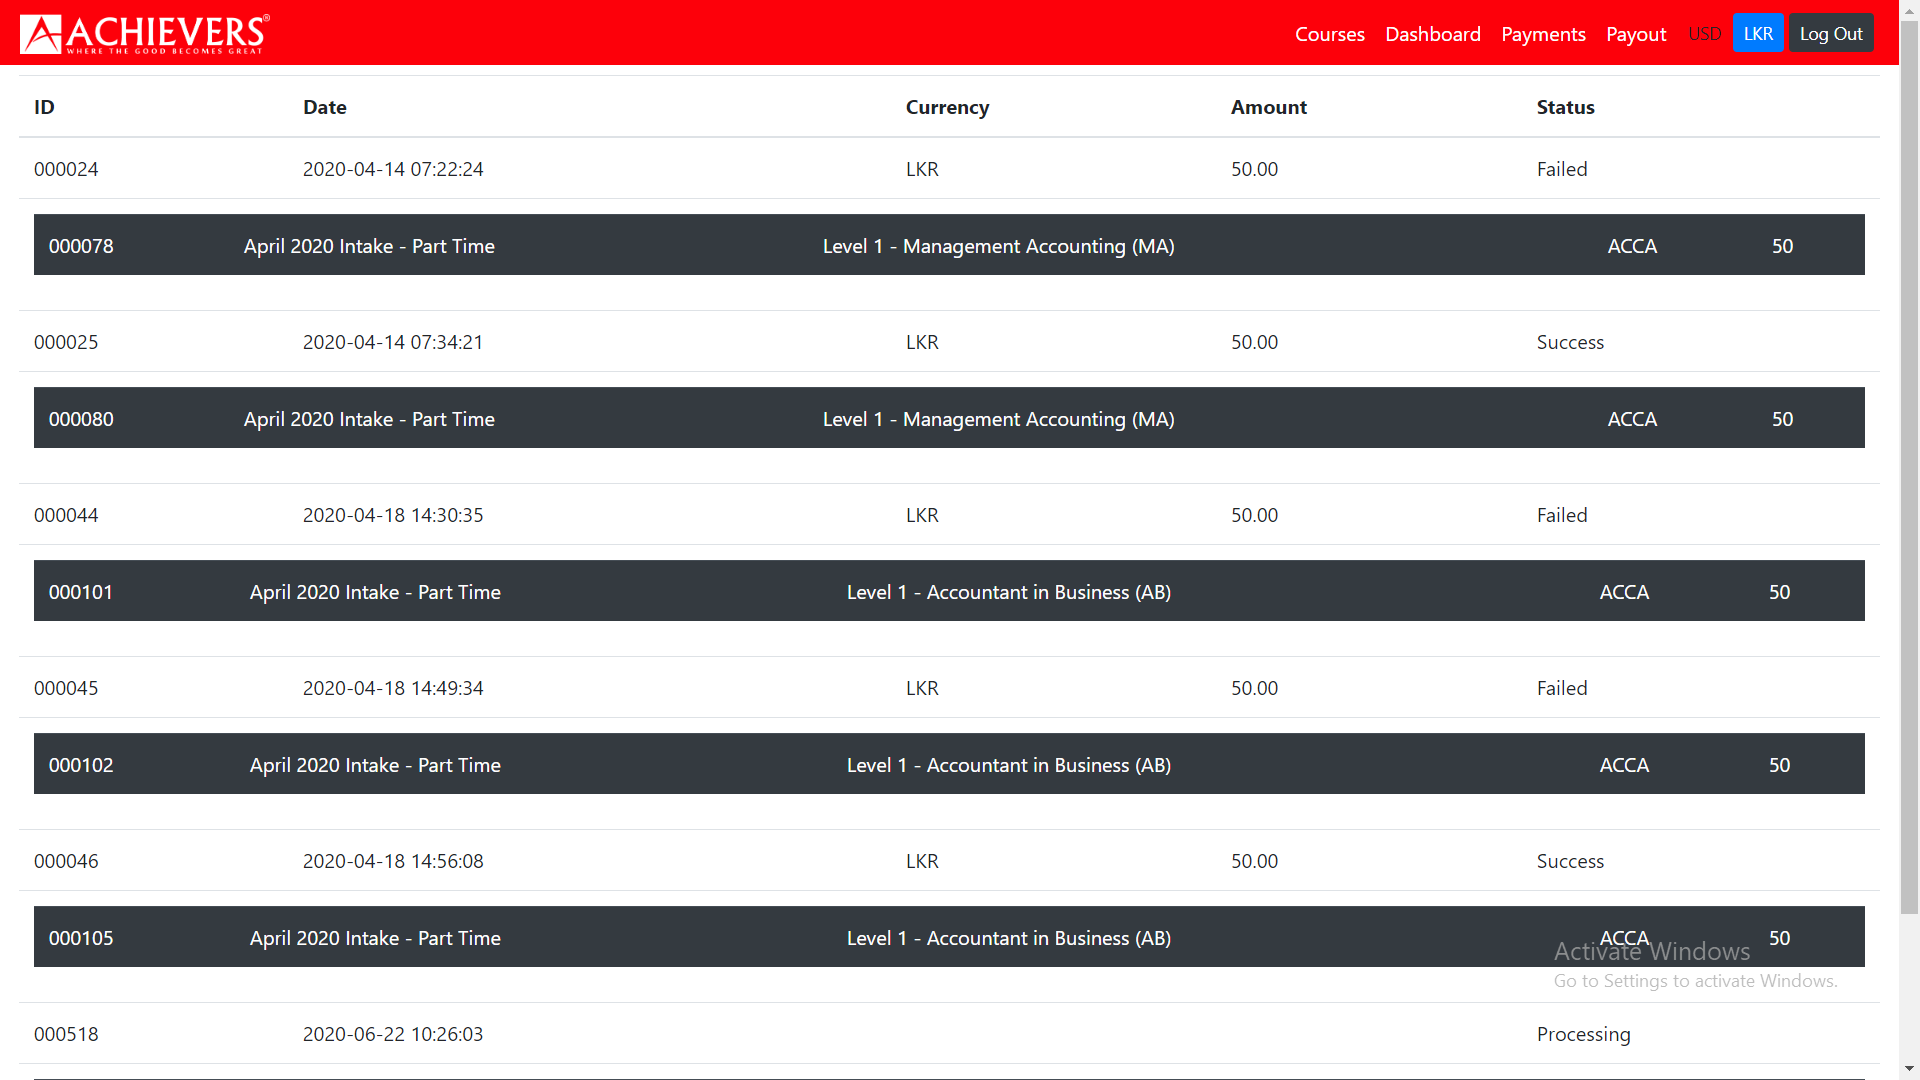 ACHIEVERS®
WHERE THE GOOD BECOMES GREAT
Courses Dashboard Payments Payout USD LKR Log Out
ID Date Currency Amount Status
000024 2020-04-14 07:22:24 LKR 50.00 Failed
000078 April 2020 Intake - Part Time Level 1 - Management Accounting (MA) ACCA 50
000025 2020-04-14 07:34:21 LKR 50.00 Success
000080 April 2020 Intake - Part Time Level 1 - Management Accounting (MA) ACCA 50
000044 2020-04-18 14:30:35 LKR 50.00 Failed
000101 April 2020 Intake - Part Time Level 1 - Accountant in Business (AB) ACCA 50
000045 2020-04-18 14:49:34 LKR 50.00 Failed
000102 April 2020 Intake - Part Time Level 1 - Accountant in Business (AB) ACCA 50
000046 2020-04-18 14:56:08 LKR 50.00 Success
000105 April 2020 Intake - Part Time Level 1 - Accountant in Business (AB) ACCA 50
Activate Windows
Go to Settings to activate Windows.
000518 2020-06-22 10:26:03 Processing